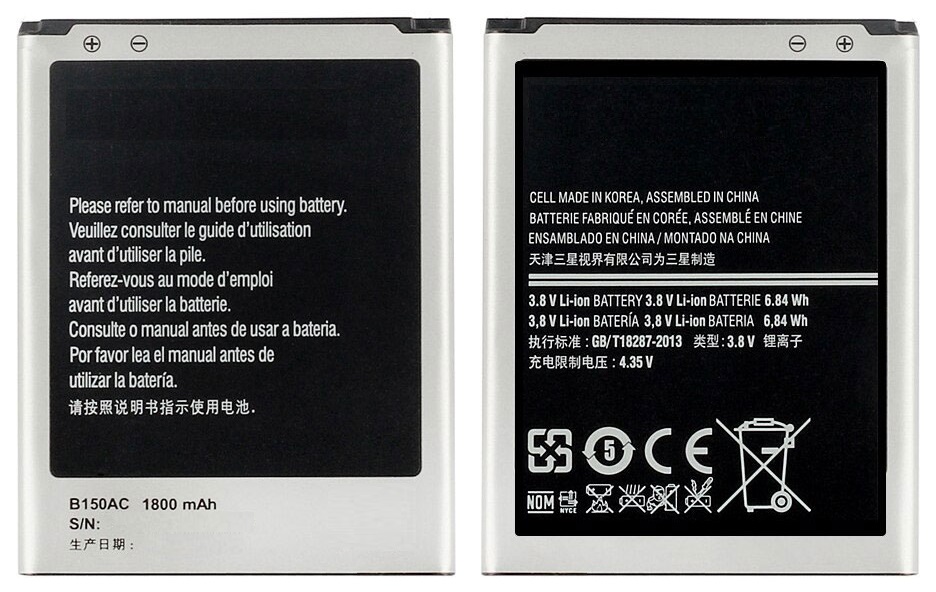 Please refer to manual before using battery.
Veuillez consulter le guide d'utilisation
avant d'utiliser la pile.
Referez-vous au mode d'emploi
avant d'utiliser la batterie.
Consulte o manual antes de usar a bateria.
Por favor lea el manual antes de
utilizar la batería.
请按照说明书指示使用电池.
B150AC 1800 mAh
S/N:
生产日期:
CELL MADE IN KOREA, ASSEMBLED IN CHINA
BATTERIE FABRIQUÉ EN CORÉE, ASSEMBLÉ EN CHINE
ENSAMBLADO EN CHINA / MONTADO NA CHINA
天津三星视界有限公司为三星制造
3.8 V Li-ion BATTERY 3.8 V Li-ion BATTERIE 6.84 Wh
3,8 V Li-ion BATERÍA 3,8 V Li-ion BATERIA 6,84 Wh
执行标准: GB/T18287-2013 类型: 3.8 V 锂离子
充电限制电压: 4.35 V
5 CE
NOM NYCE